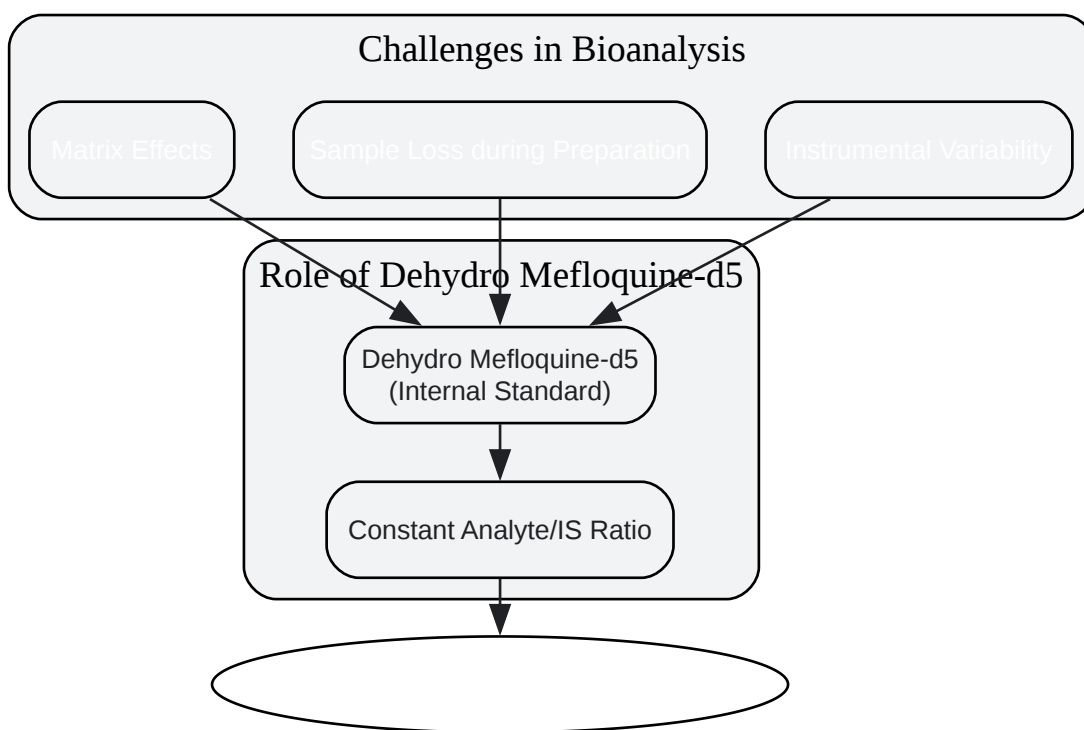 Challenges in Bioanalysis
Matrix Effects
Sample Loss during Preparation
Instrumental Variability
Role of Dehydro Mefloquine-d5
Dehydro Mefloquine-d5
(Internal Standard)
Constant Analyte/IS Ratio